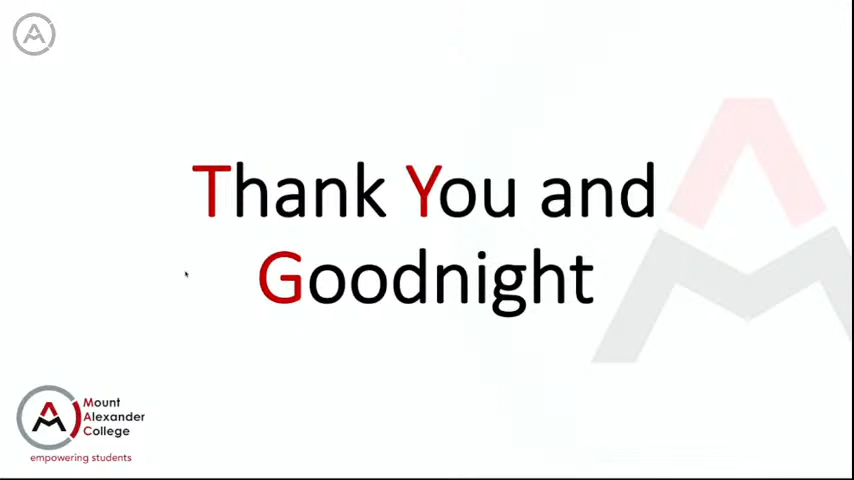 Thank You and
Goodnight
Mount
Alexander
College
empowering students